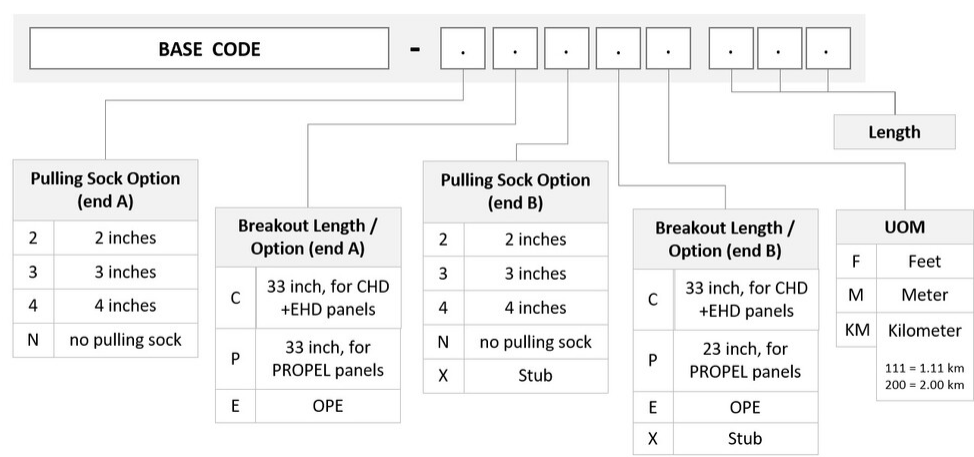 BASE CODE - . . . . . . . .
Length
Pulling Sock Option
(end A)
2 2 inches
3 3 inches
4 4 inches
N no pulling sock
Breakout Length /
Option (end A)
C 33 inch, for CHD
+EHD panels
P 33 inch, for
PROPEL panels
E OPE
Pulling Sock Option
(end B)
2 2 inches
3 3 inches
4 4 inches
N no pulling sock
X Stub
Breakout Length /
Option (end B)
C 33 inch, for CHD
+EHD panels
P 23 inch, for
PROPEL panels
E OPE
X Stub
UOM
F Feet
M Meter
KM Kilometer
111 = 1.11 km
200 = 2.00 km